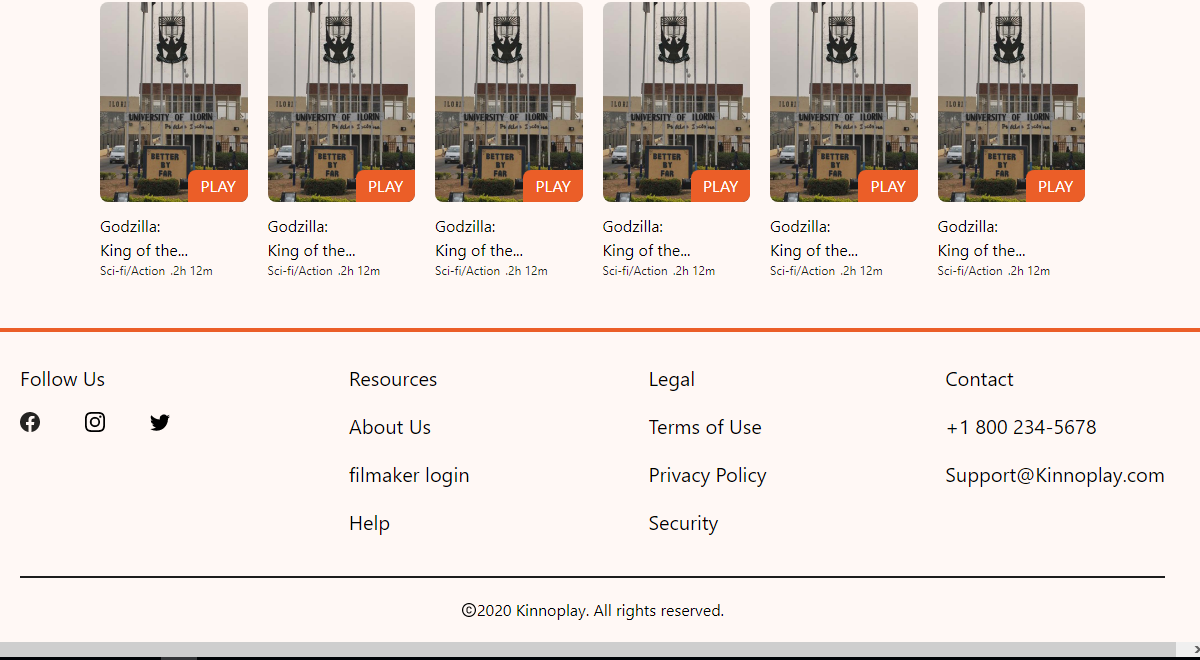 ILORI
UNIVERSITY OF ILORIN
BETTER
BY
FAR
PLAY
ILORI
UNIVERSITY OF ILORIN
BETTER
BY
FAR
PLAY
ILORI
UNIVERSITY OF ILORIN
BETTER
BY
FAR
PLAY
ILORI
UNIVERSITY OF ILORIN
BETTER
BY
FAR
PLAY
ILORI
UNIVERSITY OF ILORIN
BETTER
BY
FAR
PLAY
ILORI
UNIVERSITY OF ILORIN
BETTER
BY
FAR
PLAY
Godzilla:
King of the...
Sci-fi/Action .2h 12m
Godzilla:
King of the...
Sci-fi/Action .2h 12m
Godzilla:
King of the...
Sci-fi/Action .2h 12m
Godzilla:
King of the...
Sci-fi/Action .2h 12m
Godzilla:
King of the...
Sci-fi/Action .2h 12m
Godzilla:
King of the...
Sci-fi/Action .2h 12m
Follow Us
Resources
About Us
filmaker login
Help
Legal
Terms of Use
Privacy Policy
Security
Contact
+1 800 234-5678
Support@Kinnoplay.com
©2020 Kinnoplay. All rights reserved.